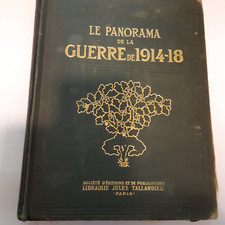 LE PANORAMA
DE LA
GUERRE DE 1914-18
SOCIÉTÉ D'ÉDITIONS ET DE PUBLICATIONS
LIBRAIRIE JULES TALLANDIER
-PARIS-